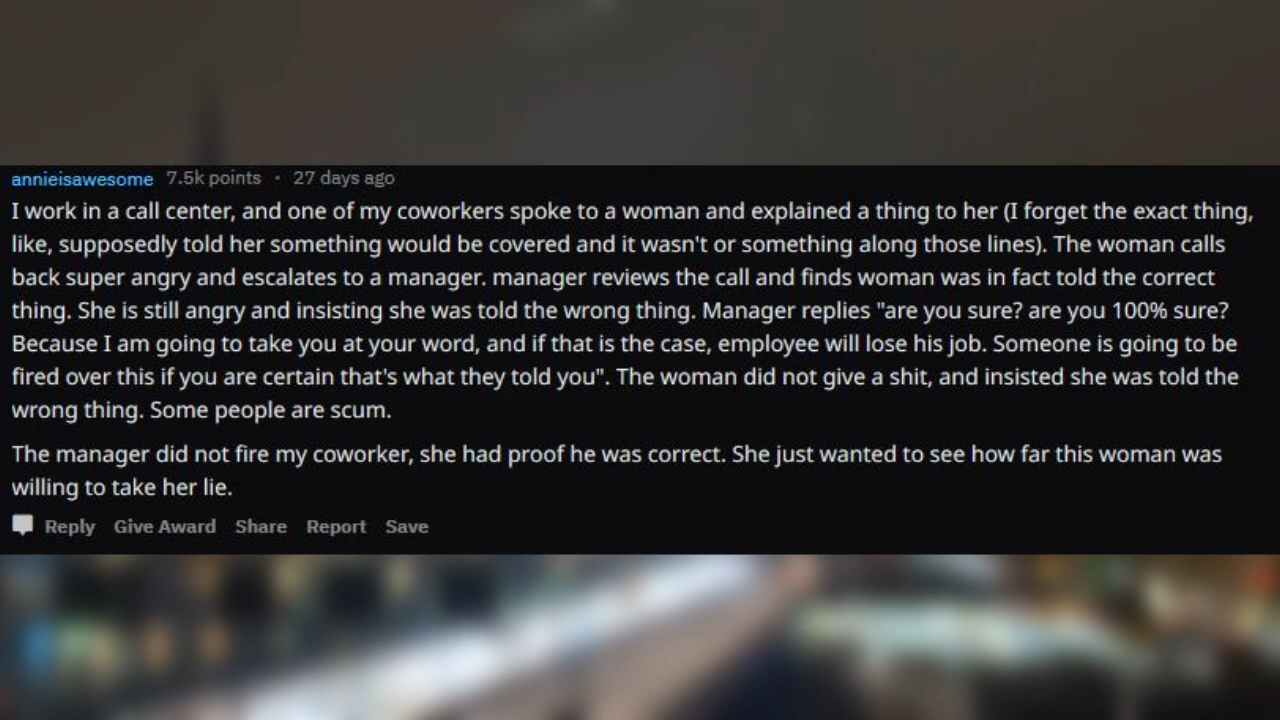 annieisawesome 7.5k points · 27 days ago
I work in a call center, and one of my coworkers spoke to a woman and explained a thing to her (I forget the exact thing,
like, supposedly told her something would be covered and it wasn't or something along those lines). The woman calls
back super angry and escalates to a manager. manager reviews the call and finds woman was in fact told the correct
thing. She is still angry and insisting she was told the wrong thing. Manager replies "are you sure? are you 100% sure?
Because I am going to take you at your word, and if that is the case, employee will lose his job. Someone is going to be
fired over this if you are certain that's what they told you". The woman did not give a shit, and insisted she was told the
wrong thing. Some people are scum.
The manager did not fire my coworker, she had proof he was correct. She just wanted to see how far this woman was
willing to take her lie.
Reply Give Award Share Report Save